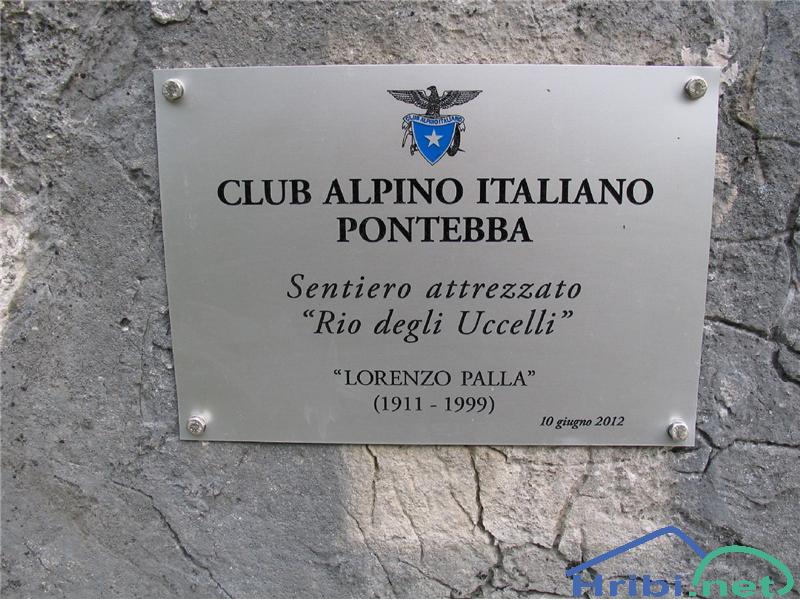 CLUB ALPINO ITALIANO
CLUB ALPINO ITALIANO
PONTEBBA
Sentiero attrezzato
“Rio degli Uccelli”
“LORENZO PALLA”
(1911 - 1999)
10 giugno 2012
Hribi.net